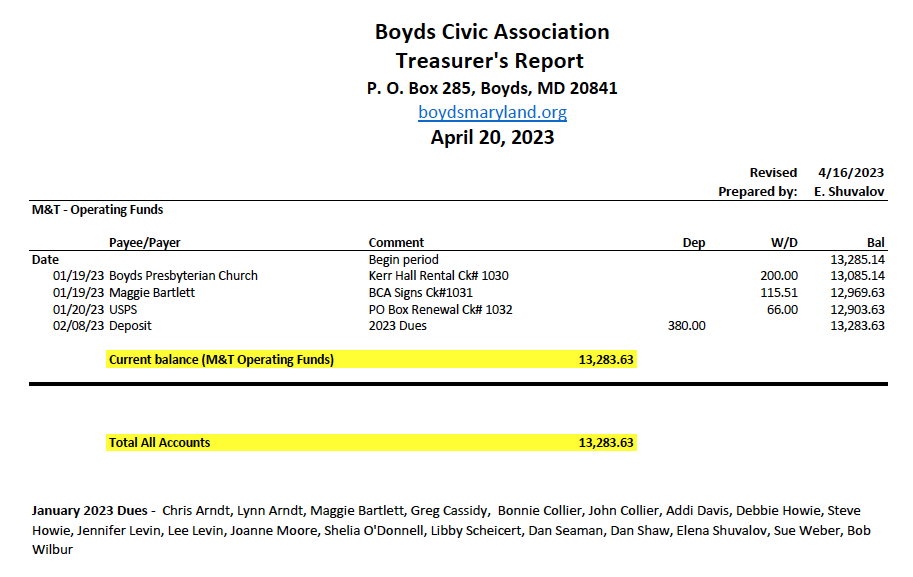 Boyds Civic Association
Treasurer's Report
P. O. Box 285, Boyds, MD 20841
boydsmaryland.org
April 20, 2023
Revised 4/16/2023
Prepared by: E. Shuvalov
M&T - Operating Funds
Payee/Payer Comment Dep W/D Bal
Date Begin period 13,285.14
01/19/23 Boyds Presbyterian Church Kerr Hall Rental Ck# 1030 200.00 13,085.14
01/19/23 Maggie Bartlett BCA Signs Ck#1031 115.51 12,969.63
01/20/23 USPS PO Box Renewal Ck# 1032 66.00 12,903.63
02/08/23 Deposit 2023 Dues 380.00 13,283.63
Current balance (M&T Operating Funds) 13,283.63
Total All Accounts 13,283.63
January 2023 Dues - Chris Arndt, Lynn Arndt, Maggie Bartlett, Greg Cassidy, Bonnie Collier, John Collier, Addi Davis, Debbie Howie, Steve
Howie, Jennifer Levin, Lee Levin, Joanne Moore, Shelia O'Donnell, Libby Scheicert, Dan Seaman, Dan Shaw, Elena Shuvalov, Sue Weber, Bob
Wilbur